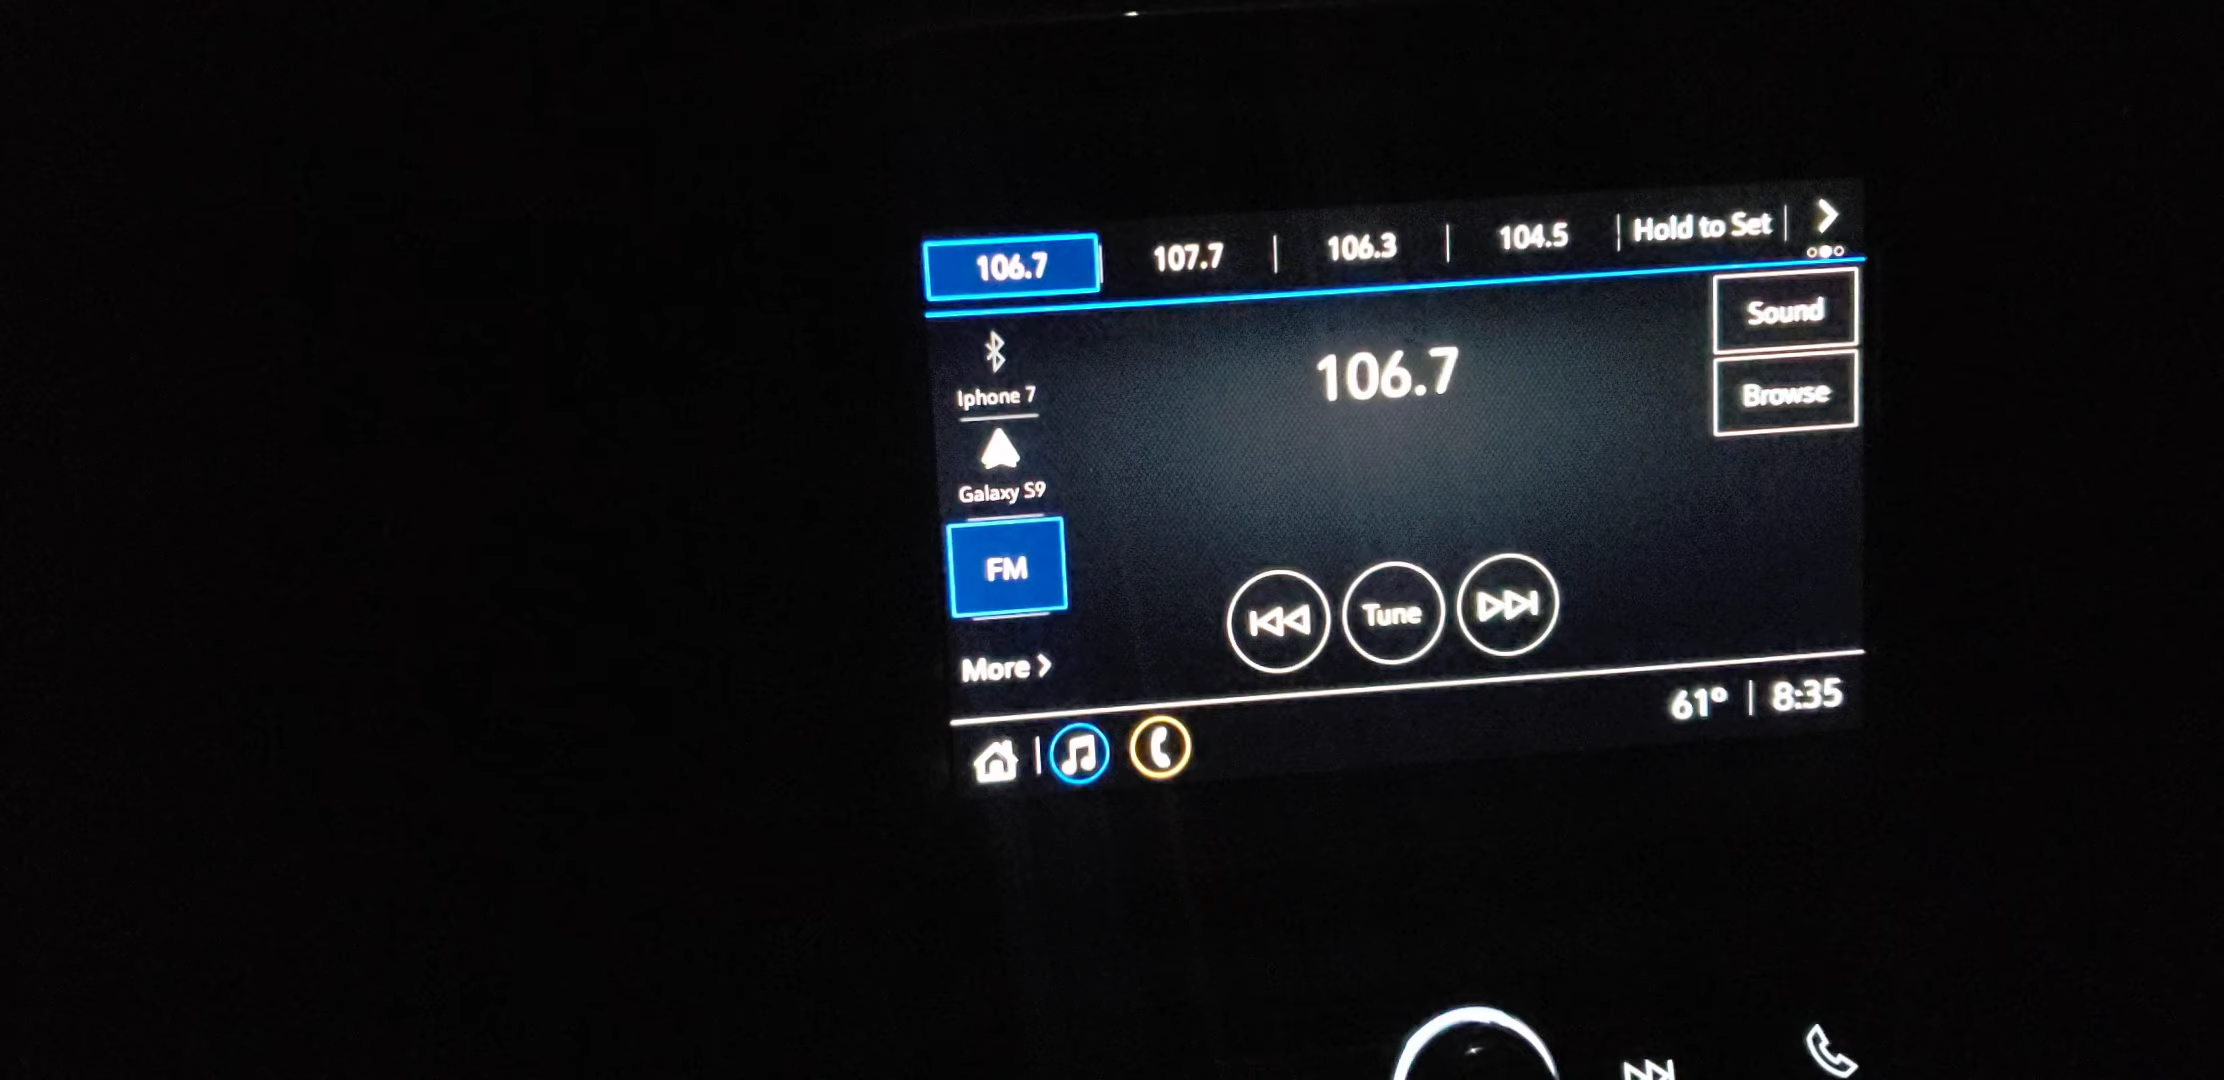 106.7 107.7 106.3 104.5 Hold to Set
Sound
Iphone 7
106.7
Browse
Galaxy S9
FM
Tune
More
61° 8:35